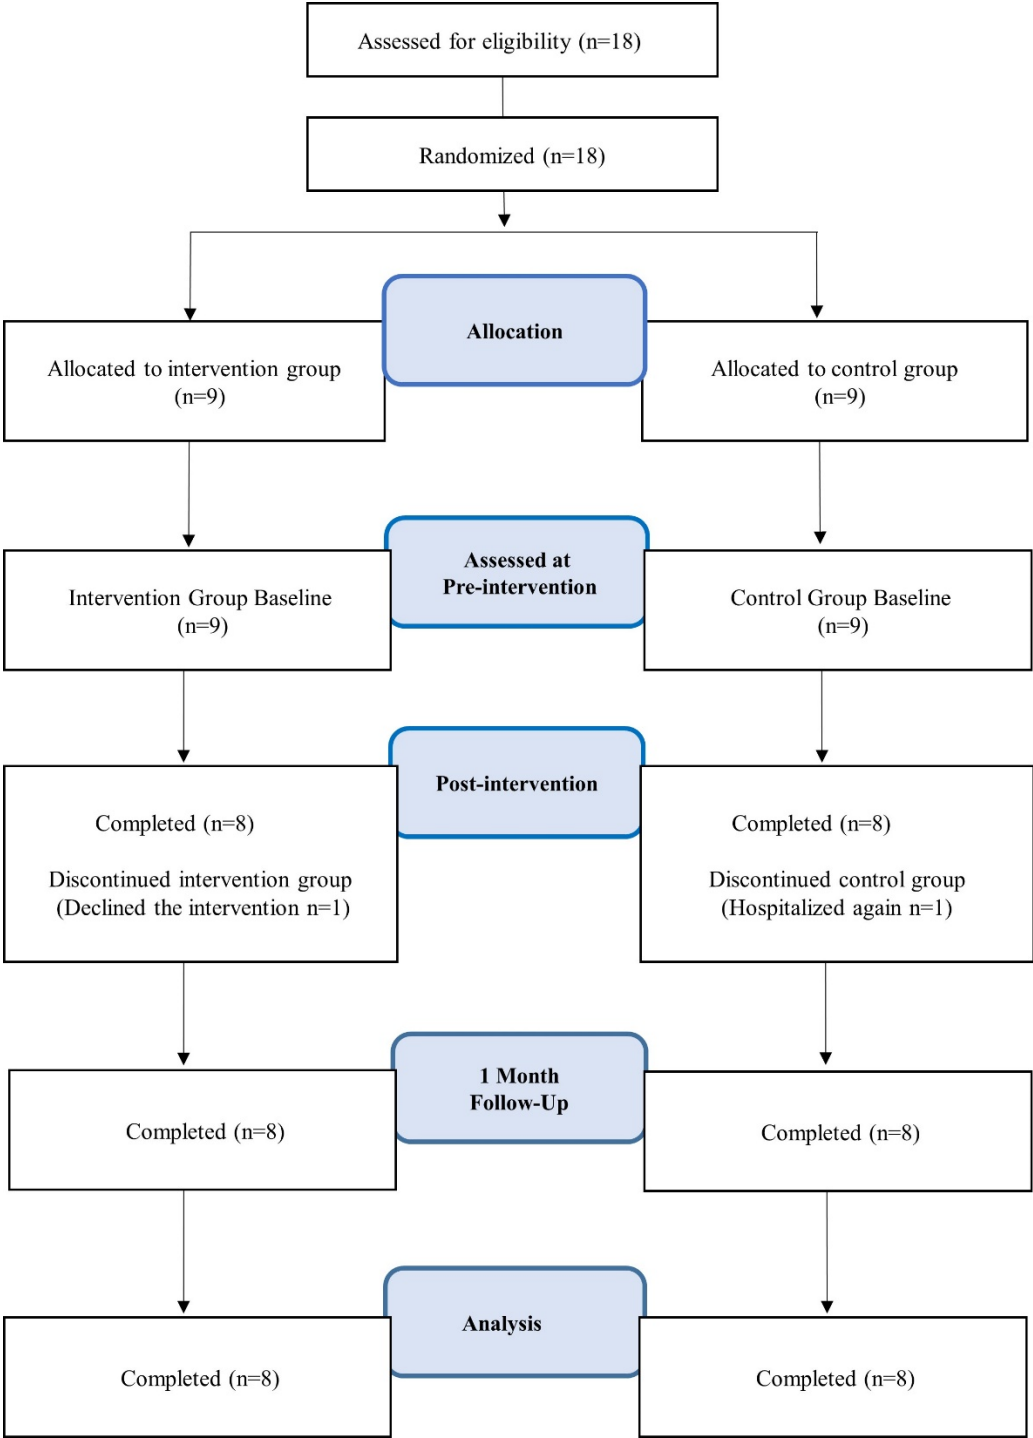 Assessed for eligibility (n=18)
Randomized (n=18)
Allocation
Allocated to intervention group
(n=9)
Allocated to control group
(n=9)
Assessed at
Pre-intervention
Intervention Group Baseline
(n=9)
Control Group Baseline
(n=9)
Post-intervention
Completed (n=8)
Discontinued intervention group
(Declined the intervention n=1)
Completed (n=8)
Discontinued control group
(Hospitalized again n=1)
1 Month
Follow-Up
Completed (n=8)
Completed (n=8)
Analysis
Completed (n=8)
Completed (n=8)